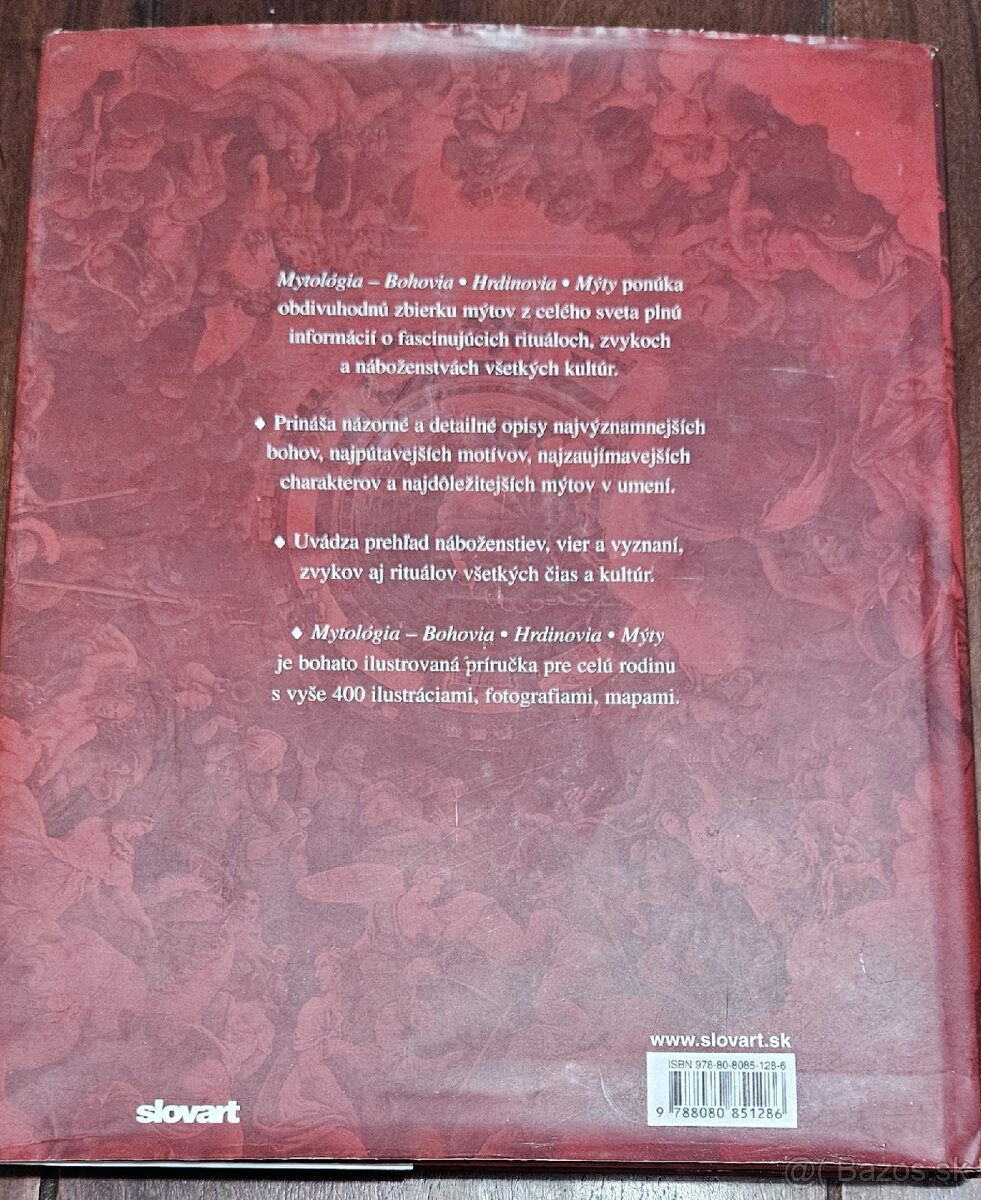 Mytológia – Bohovia • Hrdinovia • Mýty ponúka
obdivuhodnú zbierku mýtov z celého sveta plnú
informácií o fascinujúcich rituáloch, zvykoch
a náboženstvách všetkých kultúr.
♦ Prináša názorné a detailné opisy najvýznamnejších
bohov, najpútavejších motívov, najzaujímavejších
charakterov a najdôležitejších mýtov v umení.
♦ Uvádza prehľad náboženstiev, vier a vyznaní,
zvykov aj rituálov všetkých čias a kultúr.
♦ Mytológia – Bohovia • Hrdinovia • Mýty
je bohato ilustrovaná príručka pre celú rodinu
s vyše 400 ilustráciami, fotografiami, mapami.
www.slovart.sk
ISBN 978-80-8085-128-6
9 788080 851286
slovart
@( Bazos.sk